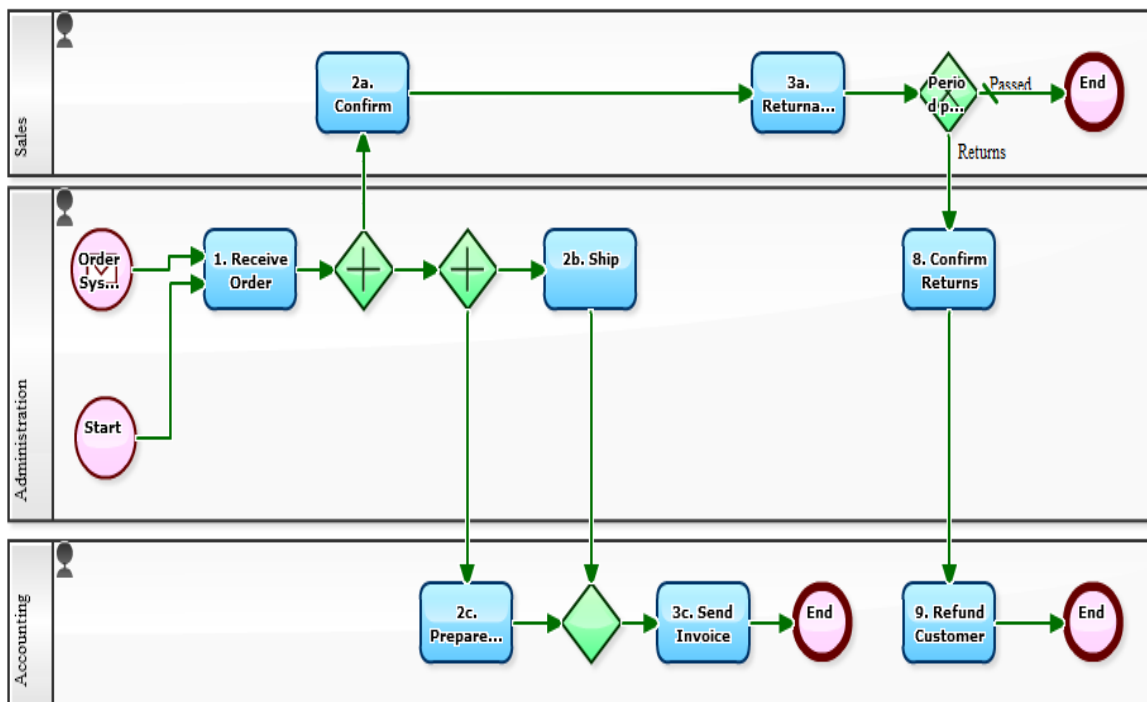 Sales
2a.
Confirm
3a.
Returna...
Perio
d p...
Passed
End
Returns
Administration
Order
Sys...
1. Receive
Order
2b. Ship
8. Confirm
Returns
Start
Accounting
2c.
Prepare...
3c. Send
Invoice
End
9. Refund
Customer
End